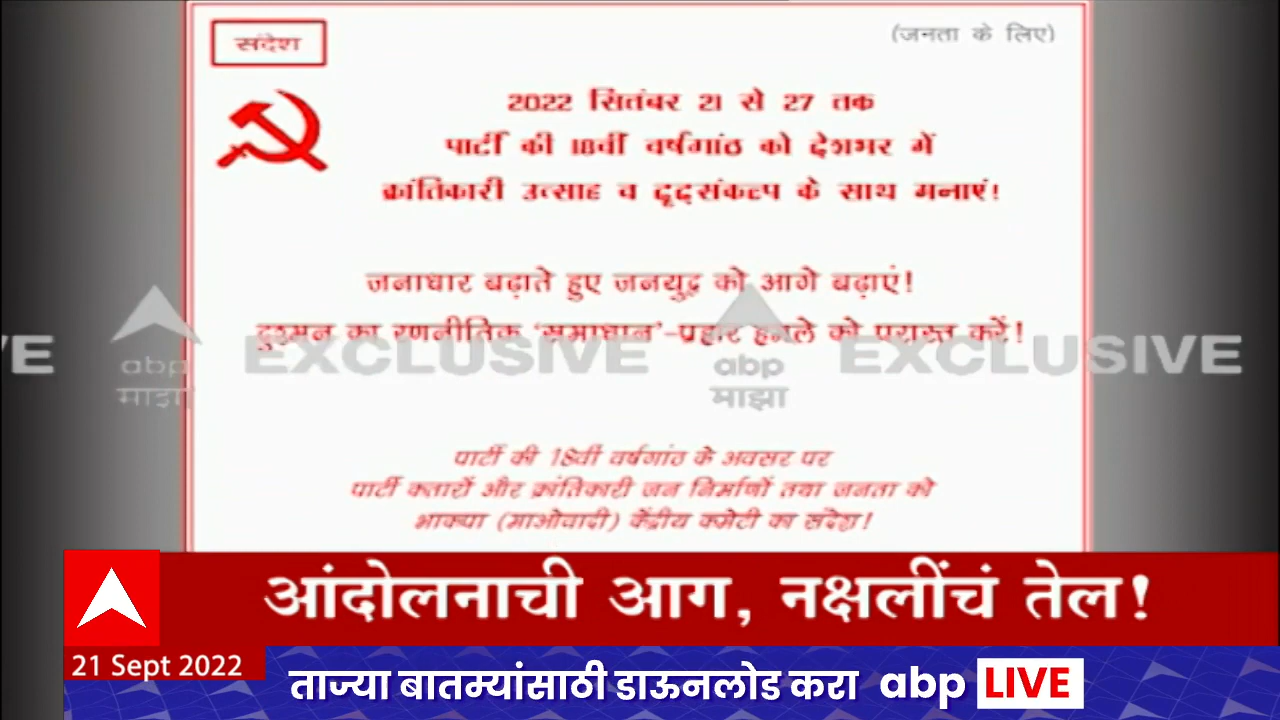 संदेश
(जनता के लिए)
2022 सितंबर 21 से 27 तक
पार्टी की 18वीं वर्षगांठ को देशभर में
क्रांतिकारी उत्साह व दृढ़संकल्प के साथ मनाएं!
जनाधार बढ़ाते हुए जनयुद्ध को आगे बढ़ाएं!
दुश्मन का रणनीतिक ‘समाधान’-प्रहार हमले को परास्त करें!
VE abp माझा EXCLUSIVE abp माझा EXCLUSIVE
पार्टी की 18वीं वर्षगांठ के अवसर पर
पार्टी कतारों और क्रांतिकारी जन निर्माणों तथा जनता को
भाकपा (माओवादी) केंद्रीय कमेटी का संदेश!
आंदोलनाची आग, नक्षलींचं तेल!
21 Sept 2022
ताज्या बातम्यांसाठी डाऊनलोड करा abp LIVE